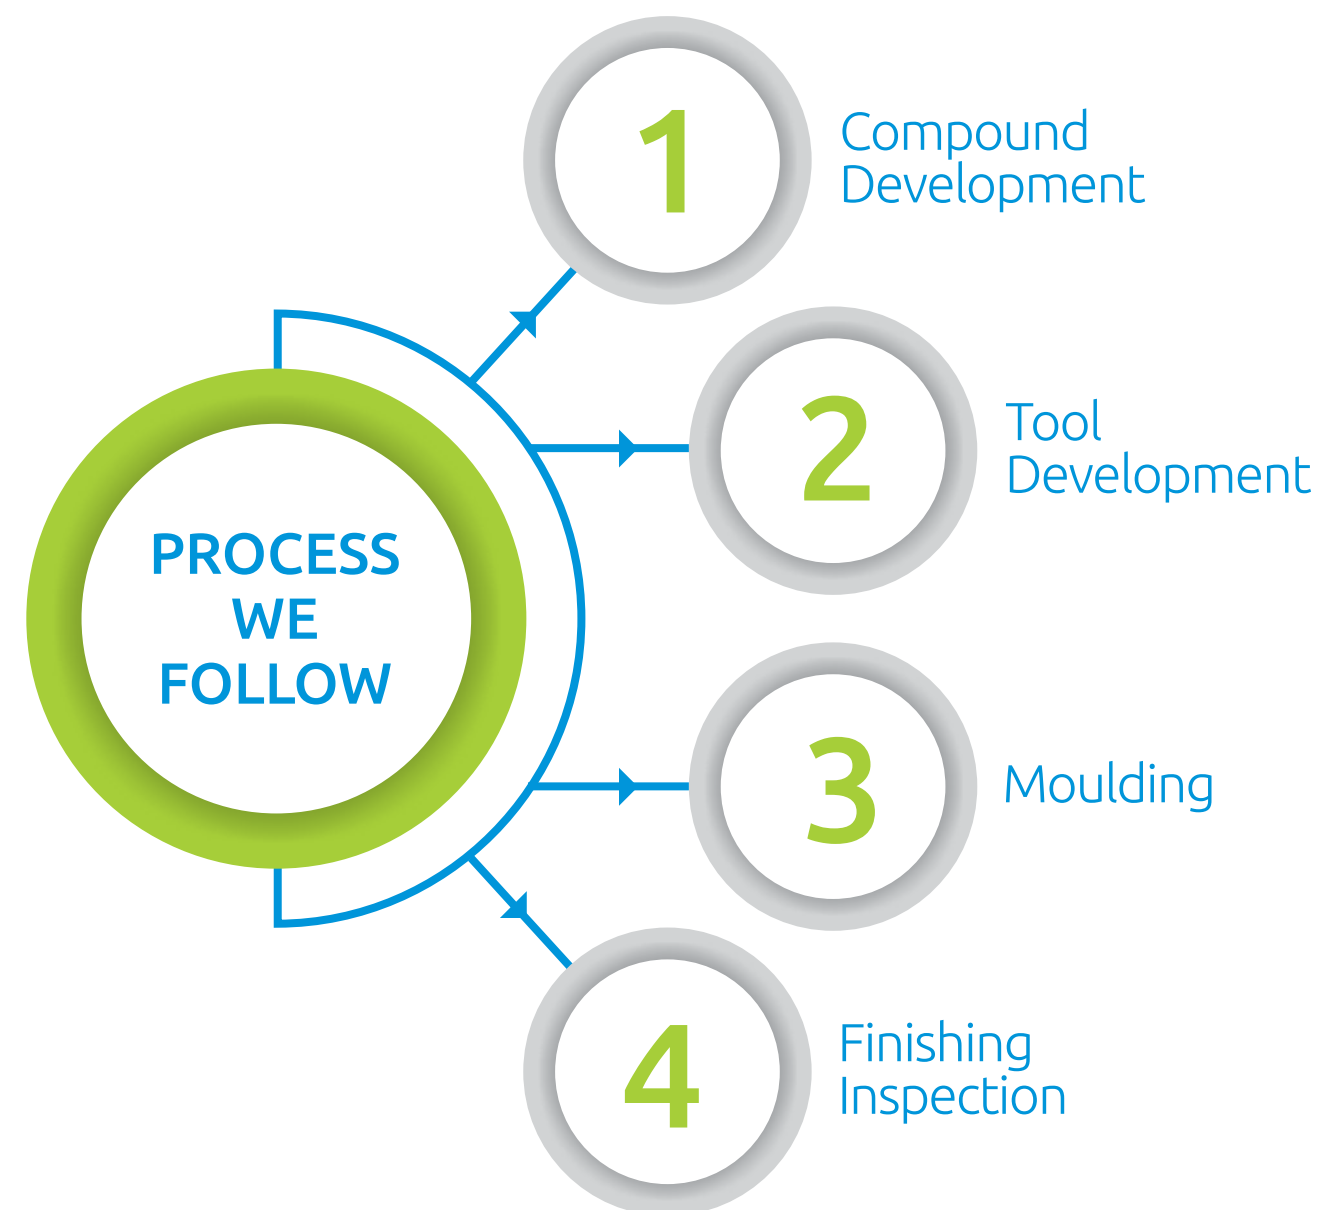 PROCESS
WE
FOLLOW
1
Compound
Development
2
Tool
Development
3
Moulding
4
Finishing
Inspection